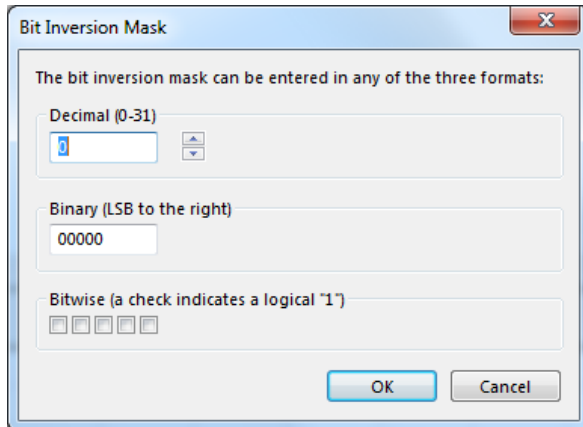 Bit Inversion Mask
The bit inversion mask can be entered in any of the three formats:
Decimal (0-31)
0
Binary (LSB to the right)
00000
Bitwise (a check indicates a logical "1")
OK Cancel